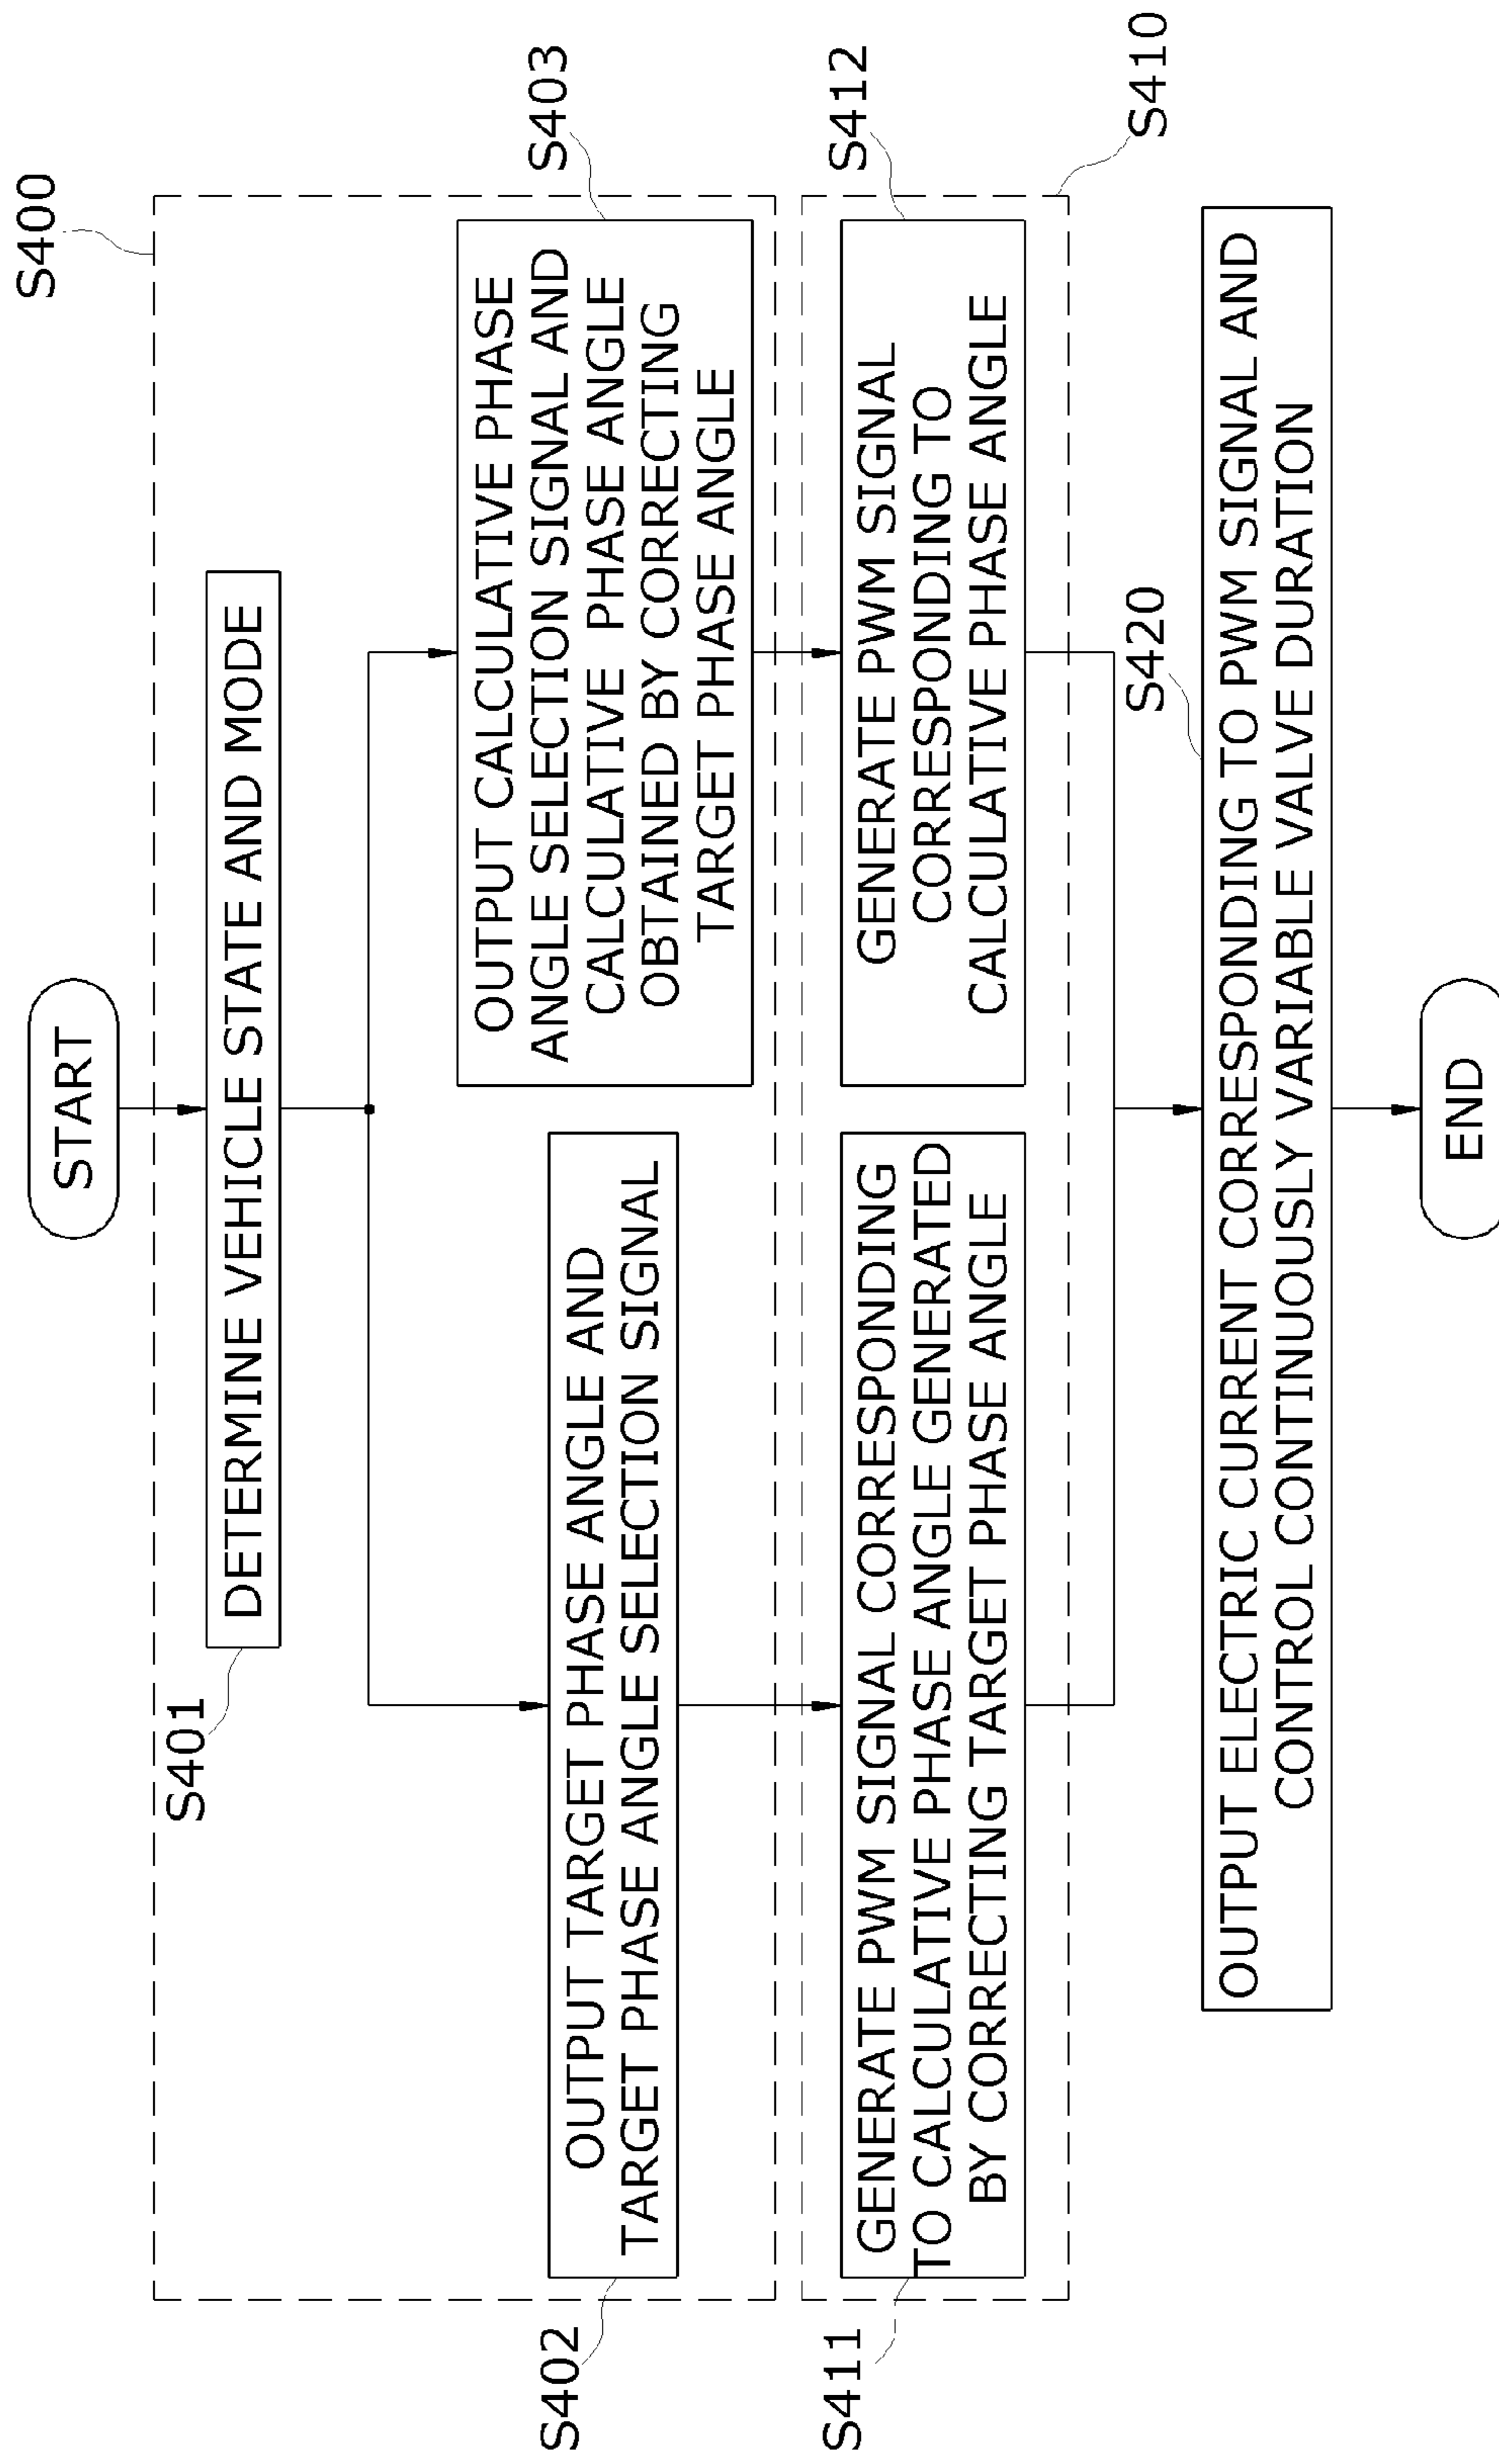 START
S400
S401
DETERMINE VEHICLE STATE AND MODE
S402
OUTPUT TARGET PHASE ANGLE AND
TARGET PHASE ANGLE SELECTION SIGNAL
S403
OUTPUT CALCULATIVE PHASE
ANGLE SELECTION SIGNAL AND
CALCULATIVE PHASE ANGLE
OBTAINED BY CORRECTING
TARGET PHASE ANGLE
S411
GENERATE PWM SIGNAL CORRESPONDING
TO CALCULATIVE PHASE ANGLE GENERATED
BY CORRECTING TARGET PHASE ANGLE
S412
GENERATE PWM SIGNAL
CORRESPONDING TO
CALCULATIVE PHASE ANGLE
S410
S420
OUTPUT ELECTRIC CURRENT CORRESPONDING TO PWM SIGNAL AND
CONTROL CONTINUOUSLY VARIABLE VALVE DURATION
END